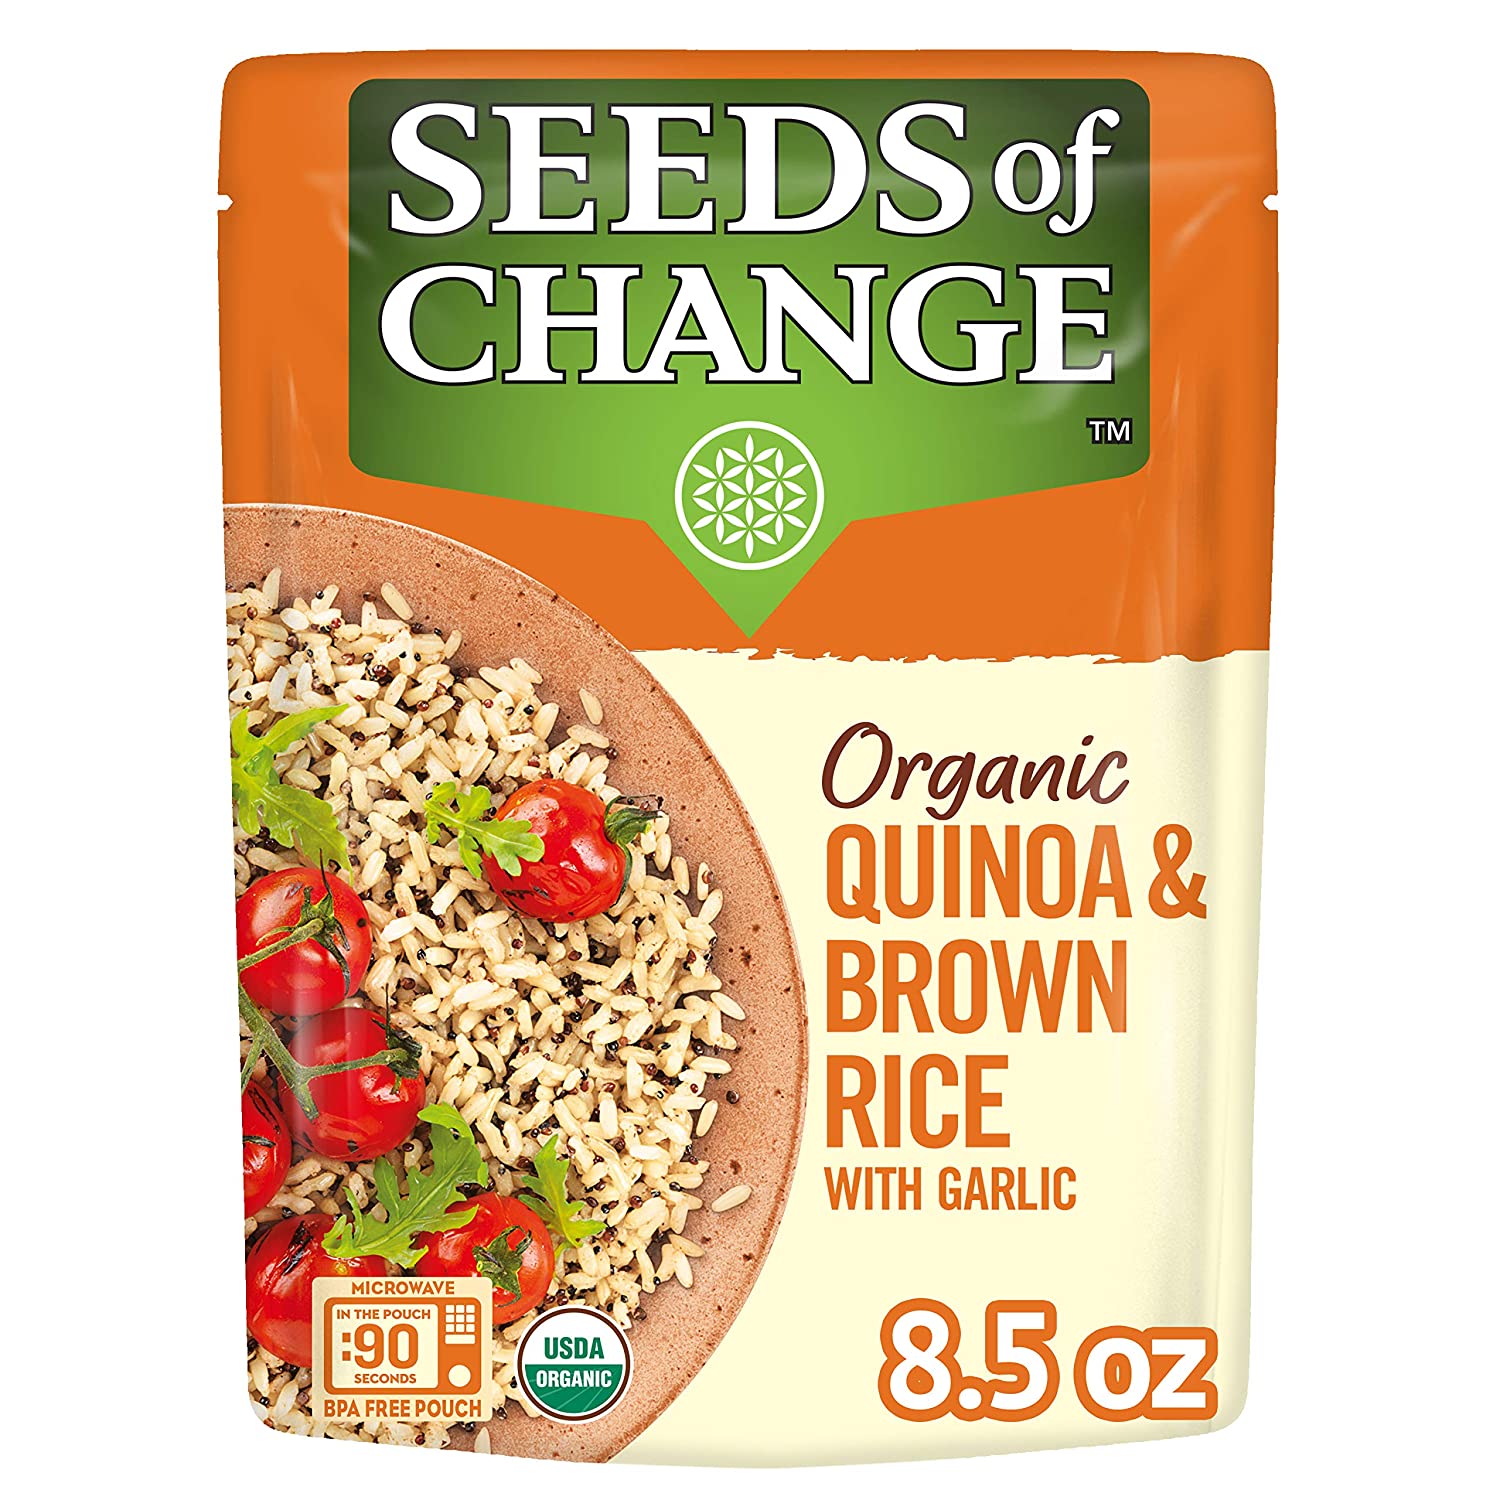 SEEDS of
CHANGE
TM
Organic
QUINOA &
BROWN
RICE
WITH GARLIC
MICROWAVE
IN THE POUCH
:90
SECONDS
BPA FREE POUCH
USDA
ORGANIC
8.5 oz